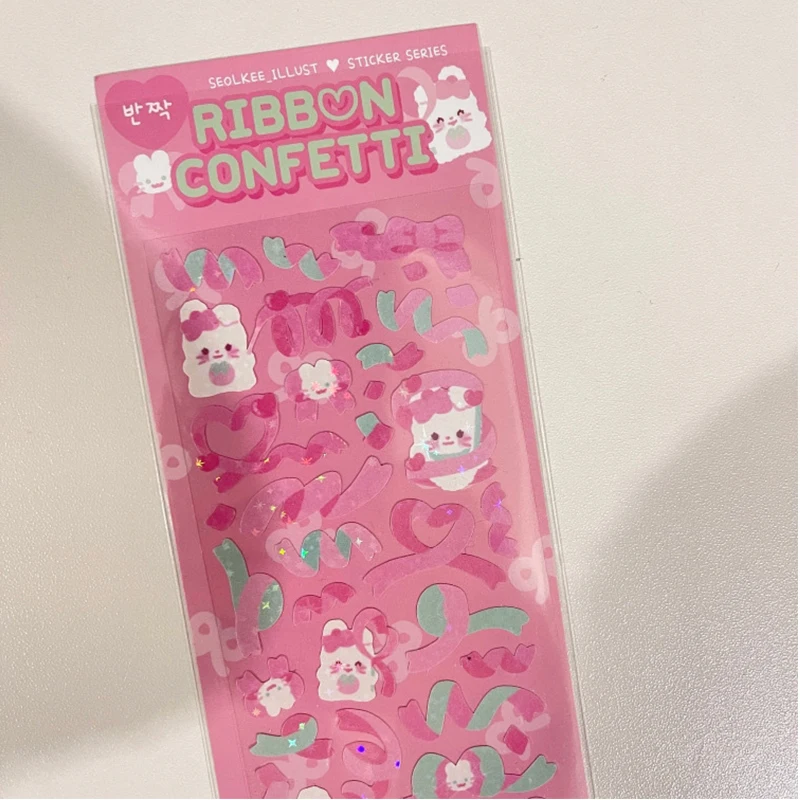 SEOLKEE_ILLUST ♥ STICKER SERIES
반짝
RIBBON
CONFETTI